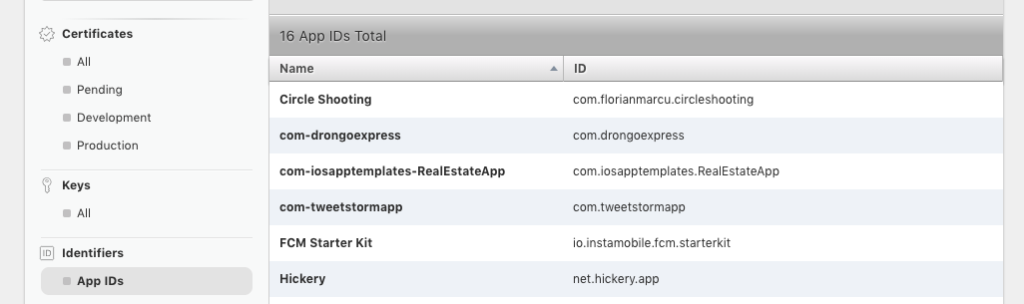 Certificates
All
Pending
Development
Production
Keys
All
ID Identifiers
App IDs
16 App IDs Total
Name ID
Circle Shooting com.florianmarcu.circleshooting
com-drongoexpress com.drongoexpress
com-iosapptemplates-RealEstateApp com.iosapptemplates.RealEstateApp
com-tweetstormapp com.tweetstormapp
FCM Starter Kit io.instamobile.fcm.starterkit
Hickery net.hickery.app